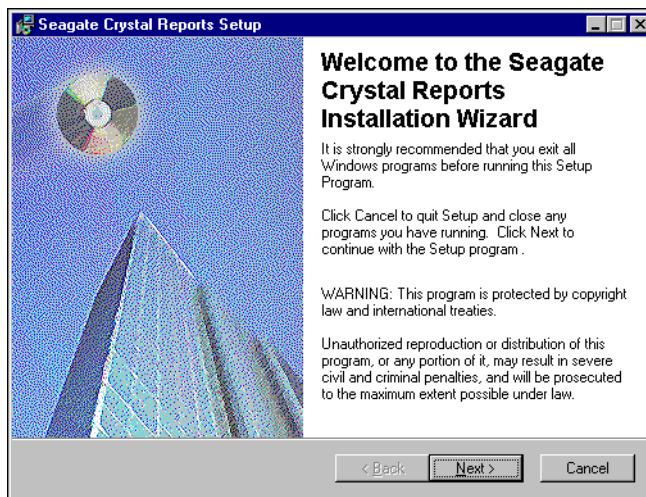 Seagate Crystal Reports Setup
Welcome to the Seagate
Crystal Reports
Installation Wizard
It is strongly recommended that you exit all
Windows programs before running this Setup
Program.
Click Cancel to quit Setup and close any
programs you have running.  Click Next to
continue with the Setup program .
WARNING: This program is protected by copyright
law and international treaties.
Unauthorized reproduction or distribution of this
program, or any portion of it, may result in severe
civil and criminal penalties, and will be prosecuted
to the maximum extent possible under law.
< Back
Next >
Cancel